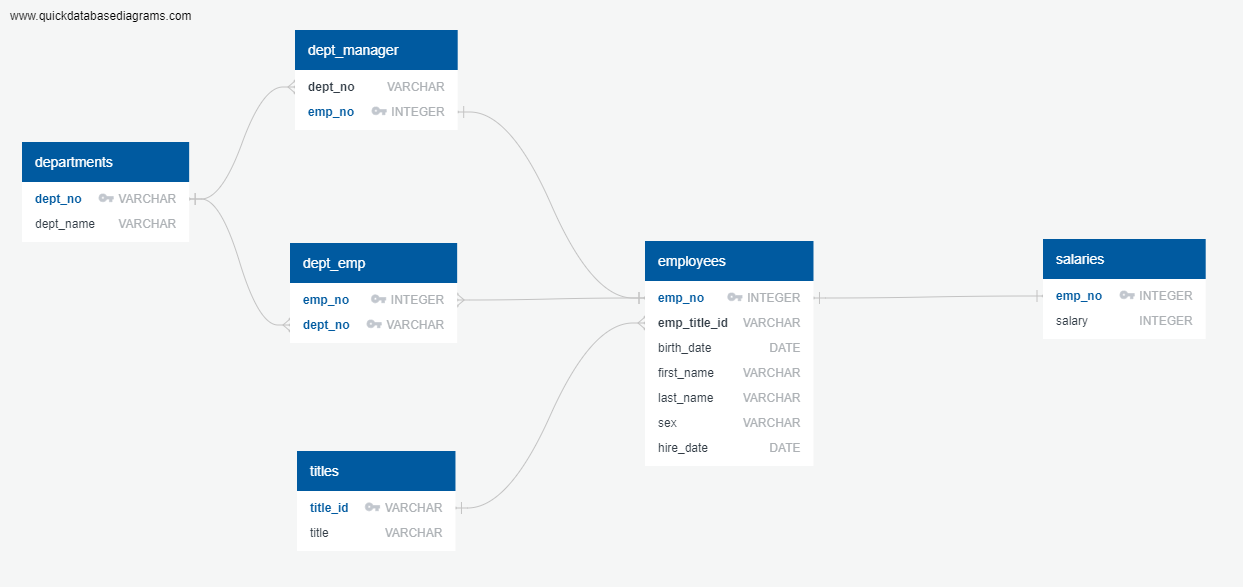 www.quickdatabasediagrams.com
dept_manager
dept_no VARCHAR
emp_no INTEGER
departments
dept_no VARCHAR
dept_name VARCHAR
dept_emp
emp_no INTEGER
dept_no VARCHAR
employees
emp_no INTEGER
emp_title_id VARCHAR
birth_date DATE
first_name VARCHAR
last_name VARCHAR
sex VARCHAR
hire_date DATE
salaries
emp_no INTEGER
salary INTEGER
titles
title_id VARCHAR
title VARCHAR